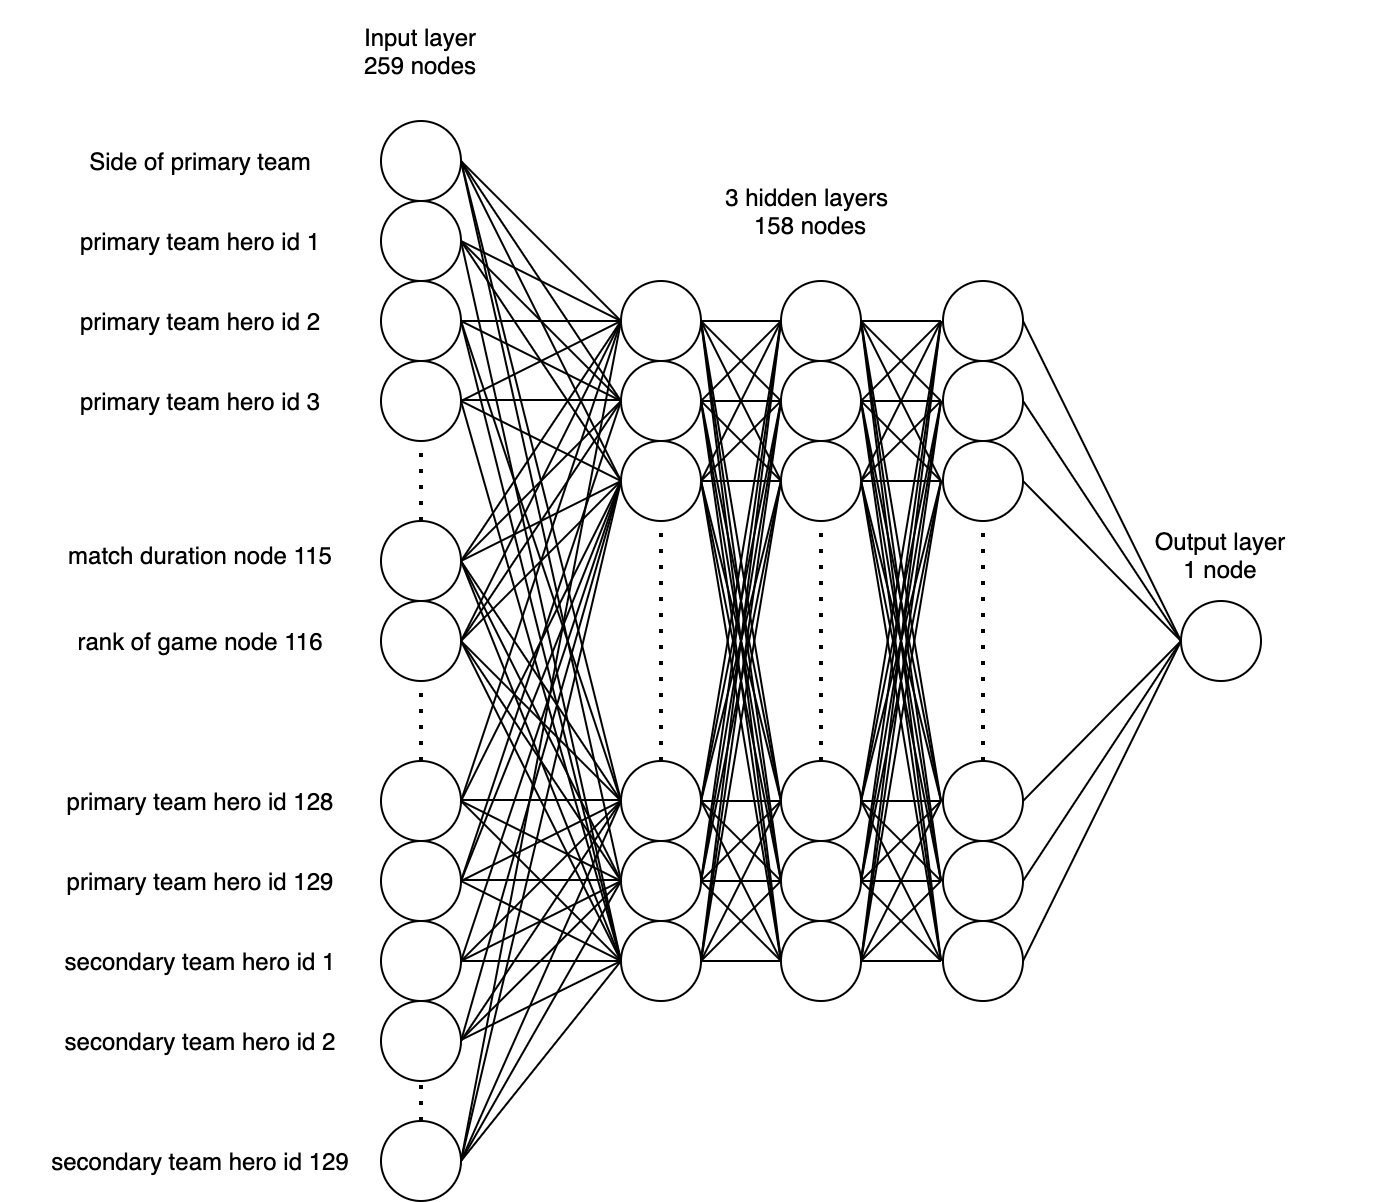 Input layer
259 nodes
Side of primary team
primary team hero id 1
primary team hero id 2
primary team hero id 3
match duration node 115
rank of game node 116
primary team hero id 128
primary team hero id 129
secondary team hero id 1
secondary team hero id 2
secondary team hero id 129
3 hidden layers
158 nodes
Output layer
1 node